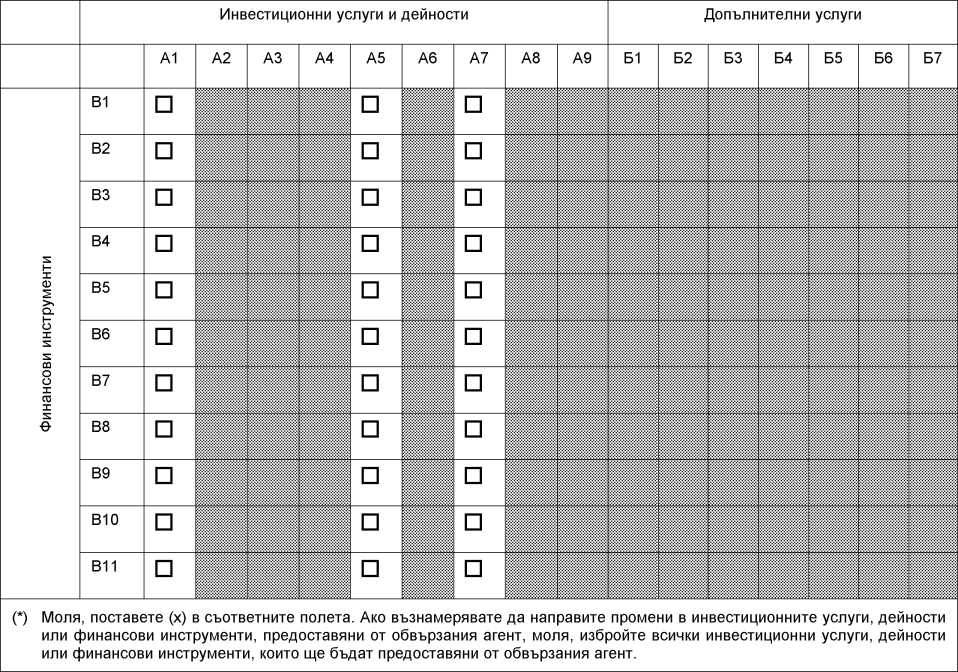 Инвестиционни услуги и дейности Допълнителни услуги
А1 А2 А3 А4 А5 А6 А7 А8 А9 Б1 Б2 Б3 Б4 Б5 Б6 Б7
Финансови инструменти
В1
В2
В3
В4
В5
В6
В7
В8
В9
В10
В11
(*) Моля, поставете (x) в съответните полета. Ако възнамерявате да направите промени в инвестиционните услуги, дейности
или финансови инструменти, предоставяни от обвързания агент, моля, избройте всички инвестиционни услуги, дейности
или финансови инструменти, които ще бъдат предоставяни от обвързания агент.